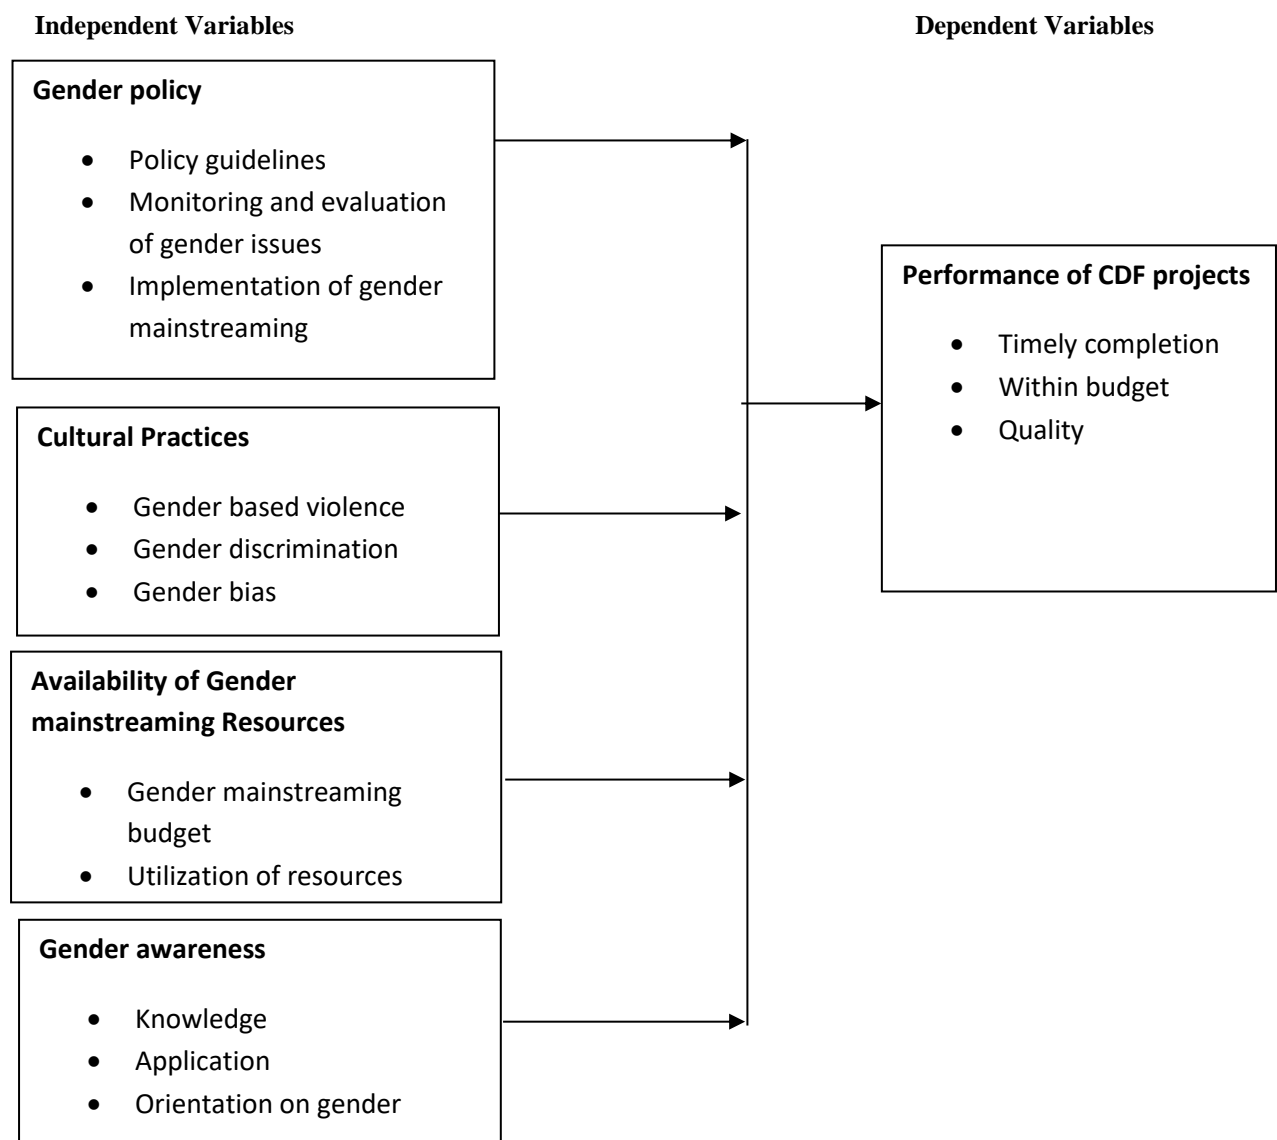 Independent Variables
Dependent Variables
Gender policy
• Policy guidelines
• Monitoring and evaluation
of gender issues
• Implementation of gender
mainstreaming
Cultural Practices
• Gender based violence
• Gender discrimination
• Gender bias
Availability of Gender
mainstreaming Resources
• Gender mainstreaming
budget
• Utilization of resources
Gender awareness
• Knowledge
• Application
• Orientation on gender
Performance of CDF projects
• Timely completion
• Within budget
• Quality